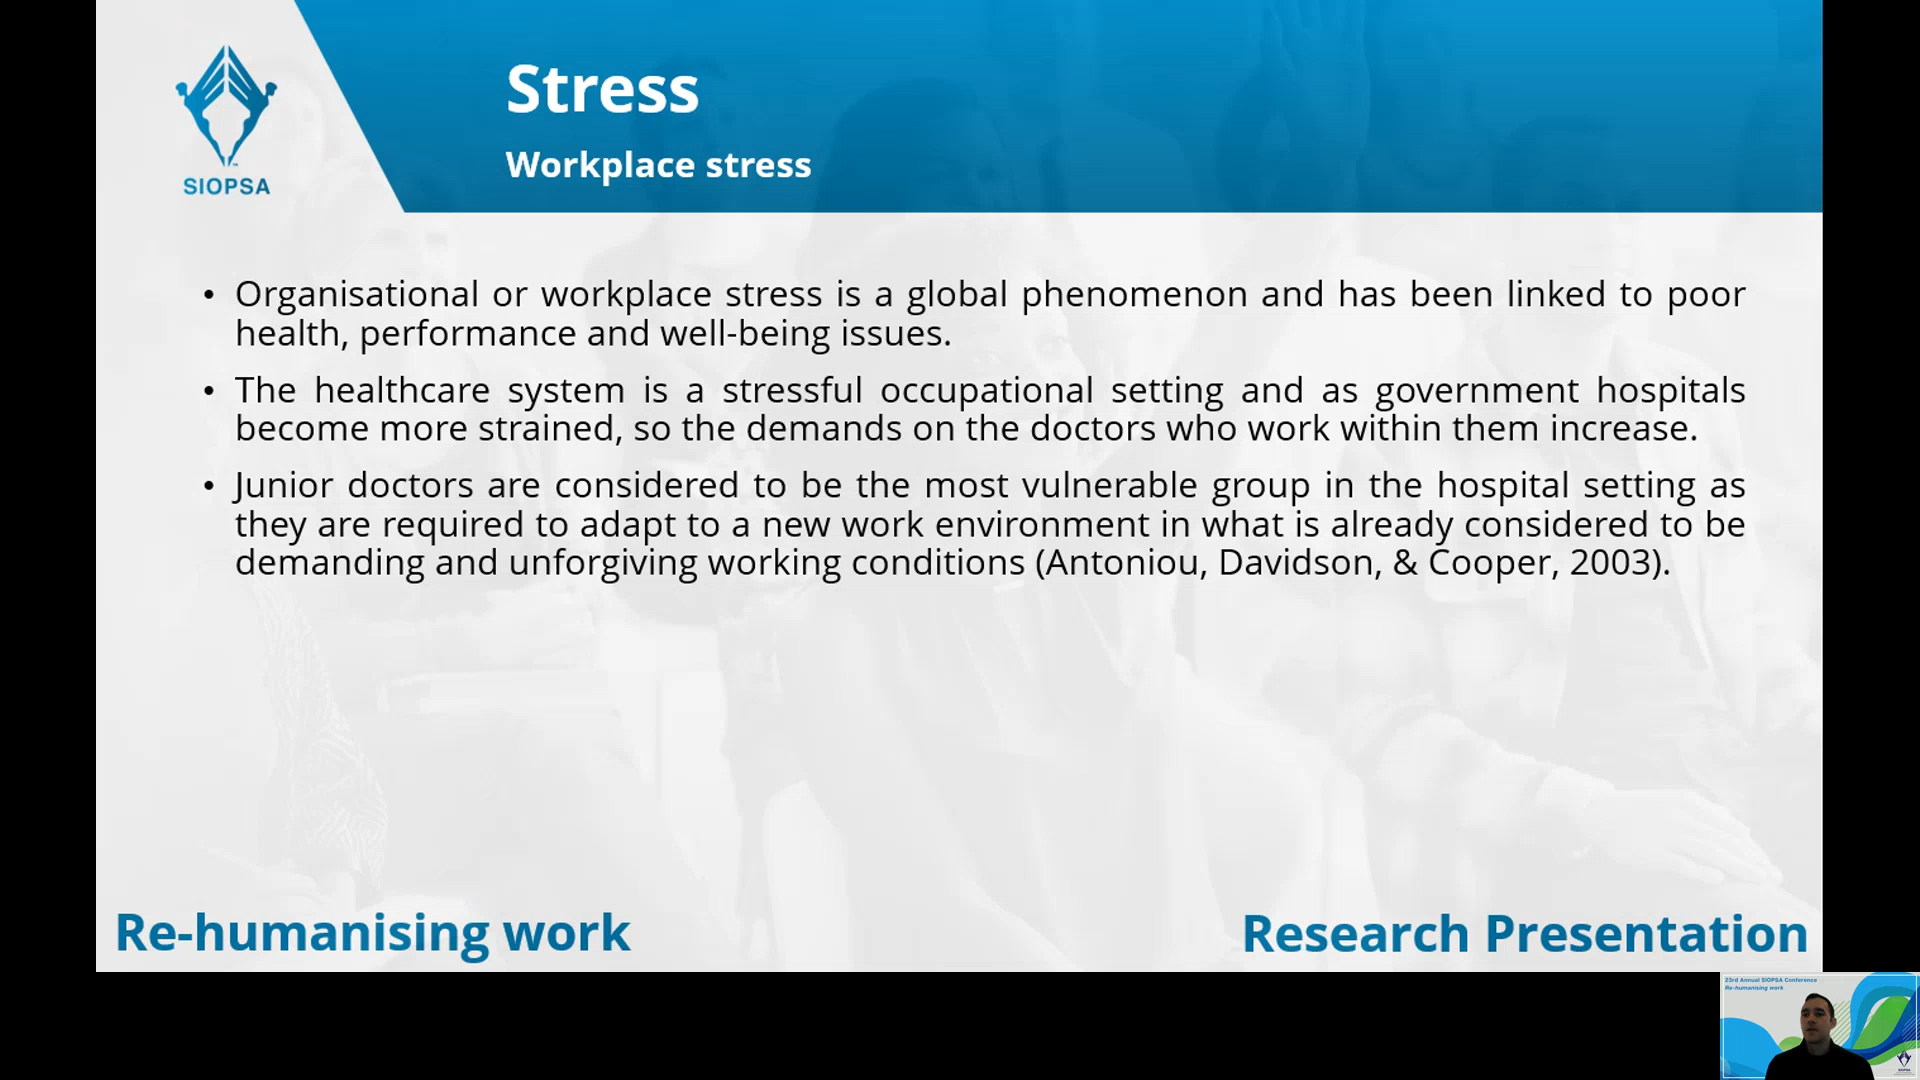 Stress
Workplace stress
SIOPSA
• Organisational or workplace stress is a global phenomenon and has been linked to poor
health, performance and well-being issues.
• The healthcare system is a stressful occupational setting and as government hospitals
become more strained, so the demands on the doctors who work within them increase.
• Junior doctors are considered to be the most vulnerable group in the hospital setting as
they are required to adapt to a new work environment in what is already considered to be
demanding and unforgiving working conditions (Antoniou, Davidson, & Cooper, 2003).
Re-humanising work
Research Presentation
23rd Annual SIOPSA Conference
Re-humanising work
SIOPSA